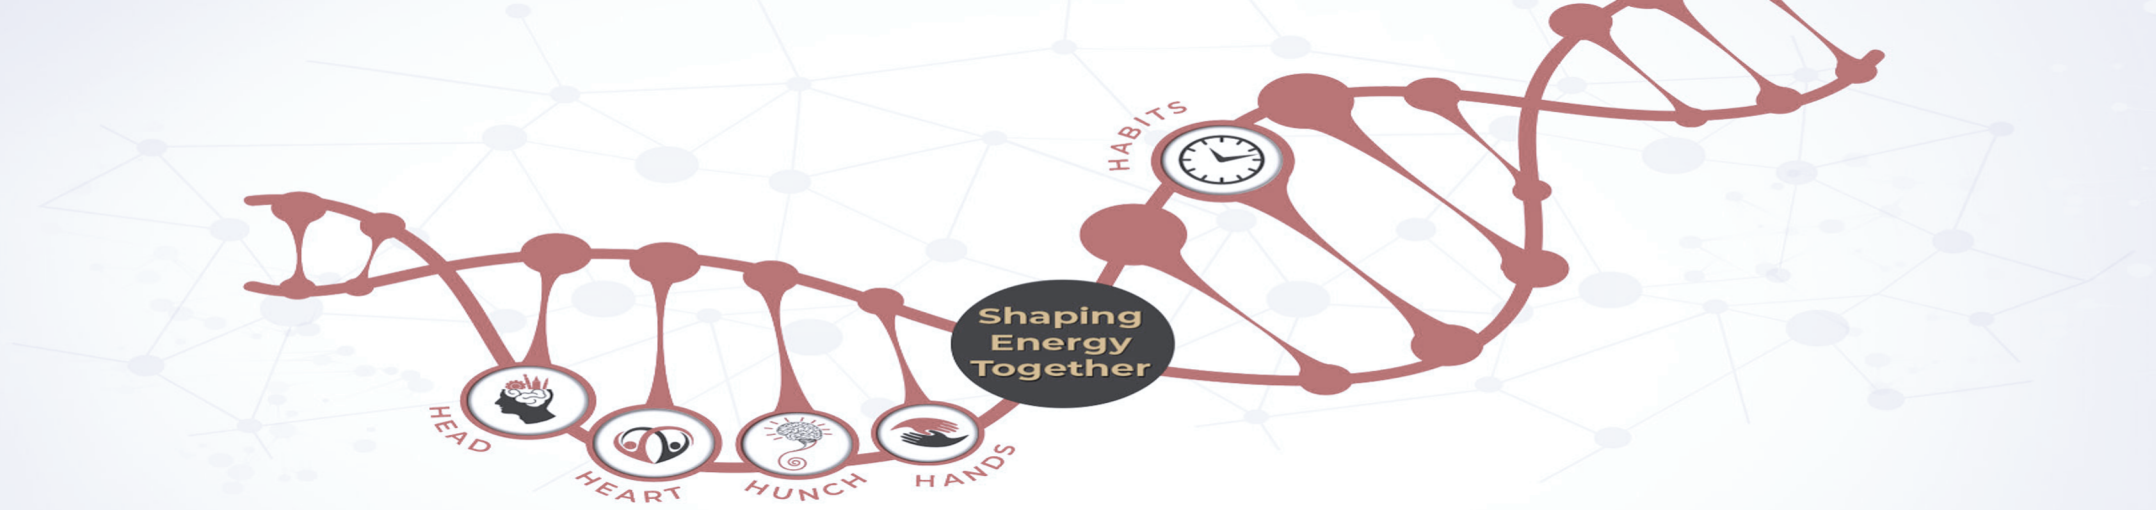 HABITS
Shaping
Energy
Together
HEAD
HEART
HUNCH
HANDS